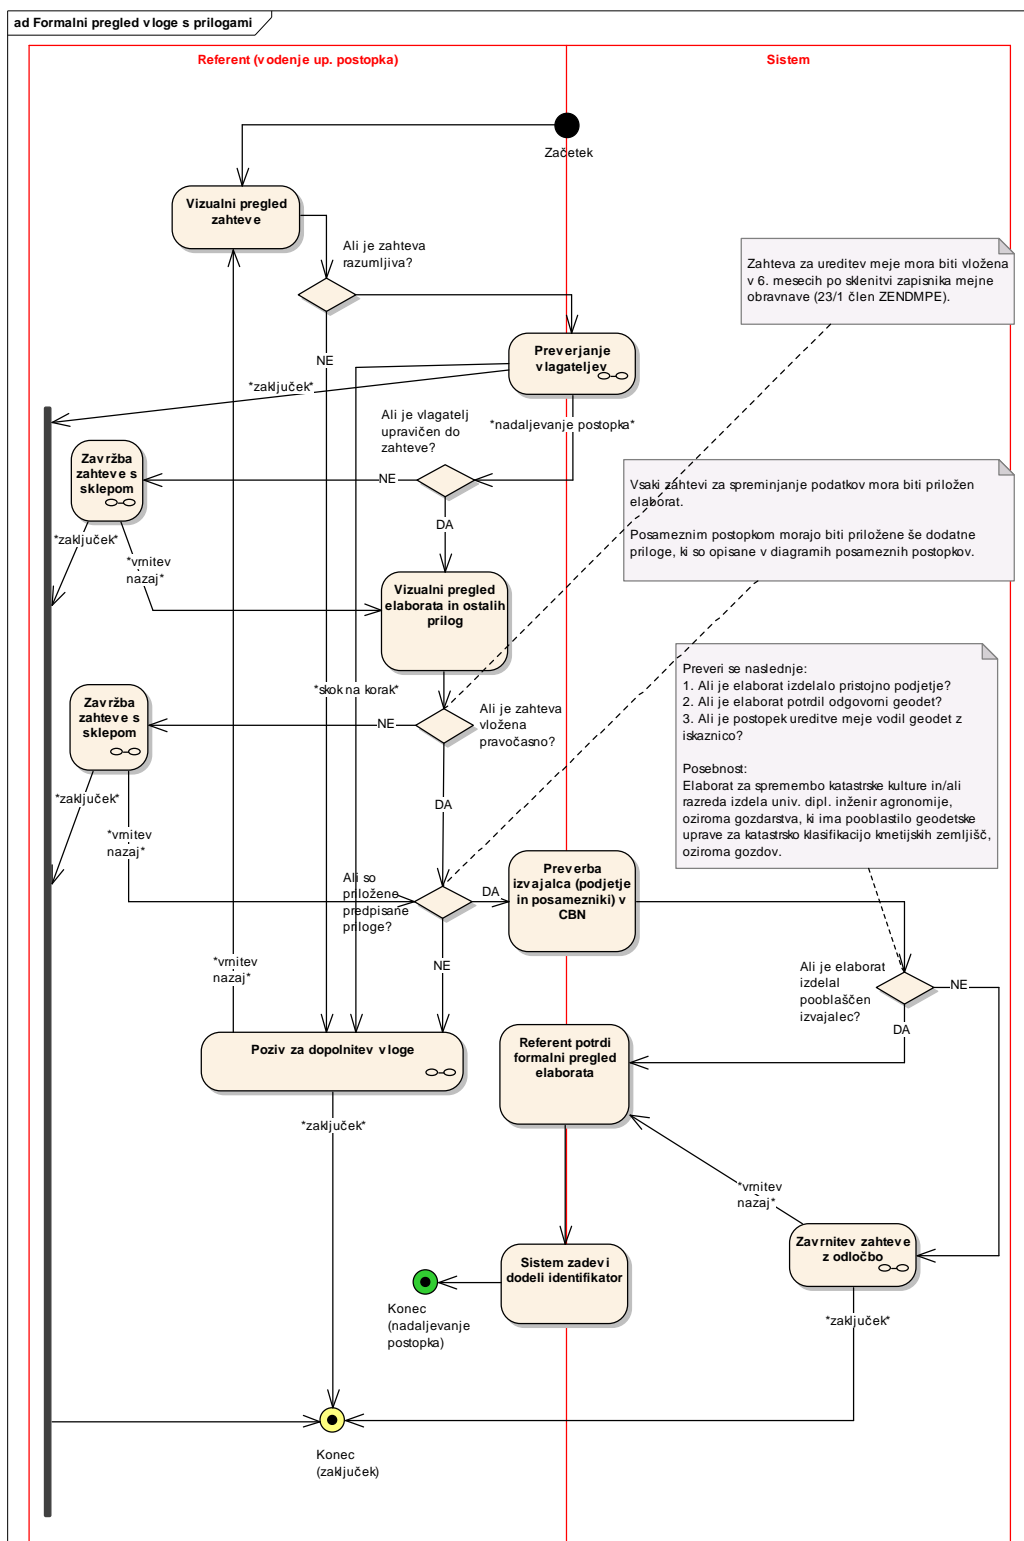 ad Formalni pregled vloge s prilogami
Referent (vodenje up. postopka)
Sistem
Začetek
Vizualni pregled
zahteve
Ali je zahteva
razumljiva?
Zahteva za ureditev meje mora biti vložena
v 6. mesecih po sklenitvi zapisnika mejne
obravnave (23/1 člen ZENDMPE).
NE
Preverjanje
vlagateljev
*zaključek*
Ali je vlagatelj
upravičen do
zahteve?
*nadaljevanje postopka*
Zavržba
zahteve s
sklepom
NE
Vsaki zahtevi za spreminjanje podatkov mora biti priložen
elaborat.
Posameznim postopkom morajo biti priložene še dodatne
priloge, ki so opisane v diagramih posameznih postopkov.
DA
*zaključek*
*vrnitev
nazaj*
Vizualni pregled
elaborata in ostalih
prilog
*skok na korak*
Zavržba
zahteve s
sklepom
NE
Ali je zahteva
vložena
pravočasno?
Preveri se naslednje:
1. Ali je elaborat izdelalo pristojno podjetje?
2. Ali je elaborat potrdil odgovorni geodet?
3. Ali je postopek ureditve meje vodil geodet z
iskaznico?
Posebnost:
Elaborat za spremembo katastrske kulture in/ali
razreda izdela univ. dipl. inženir agronomije,
oziroma gozdarstva, ki ima pooblastilo geodetske
uprave za katastrsko klasifikacijo kmetijskih zemljišč,
oziroma gozdov.
*zaključek*
DA
*vrnitev
nazaj*
Ali so
priložene
predpisane
priloge?
DA
Preverba
izvajalca (podjetje
in posamezniki) v
CBN
*vrnitev
nazaj*
NE
Ali je elaborat
izdelal
pooblaščen
izvajalec?
NE
DA
Poziv za dopolnitev vloge
Referent potrdi
formalni pregled
elaborata
*zaključek*
*vrnitev
nazaj*
Zavrnitev zahteve
z odločbo
Sistem zadevi
dodeli identifikator
Konec
(nadaljevanje
postopka)
*zaključek*
Konec
(zaključek)